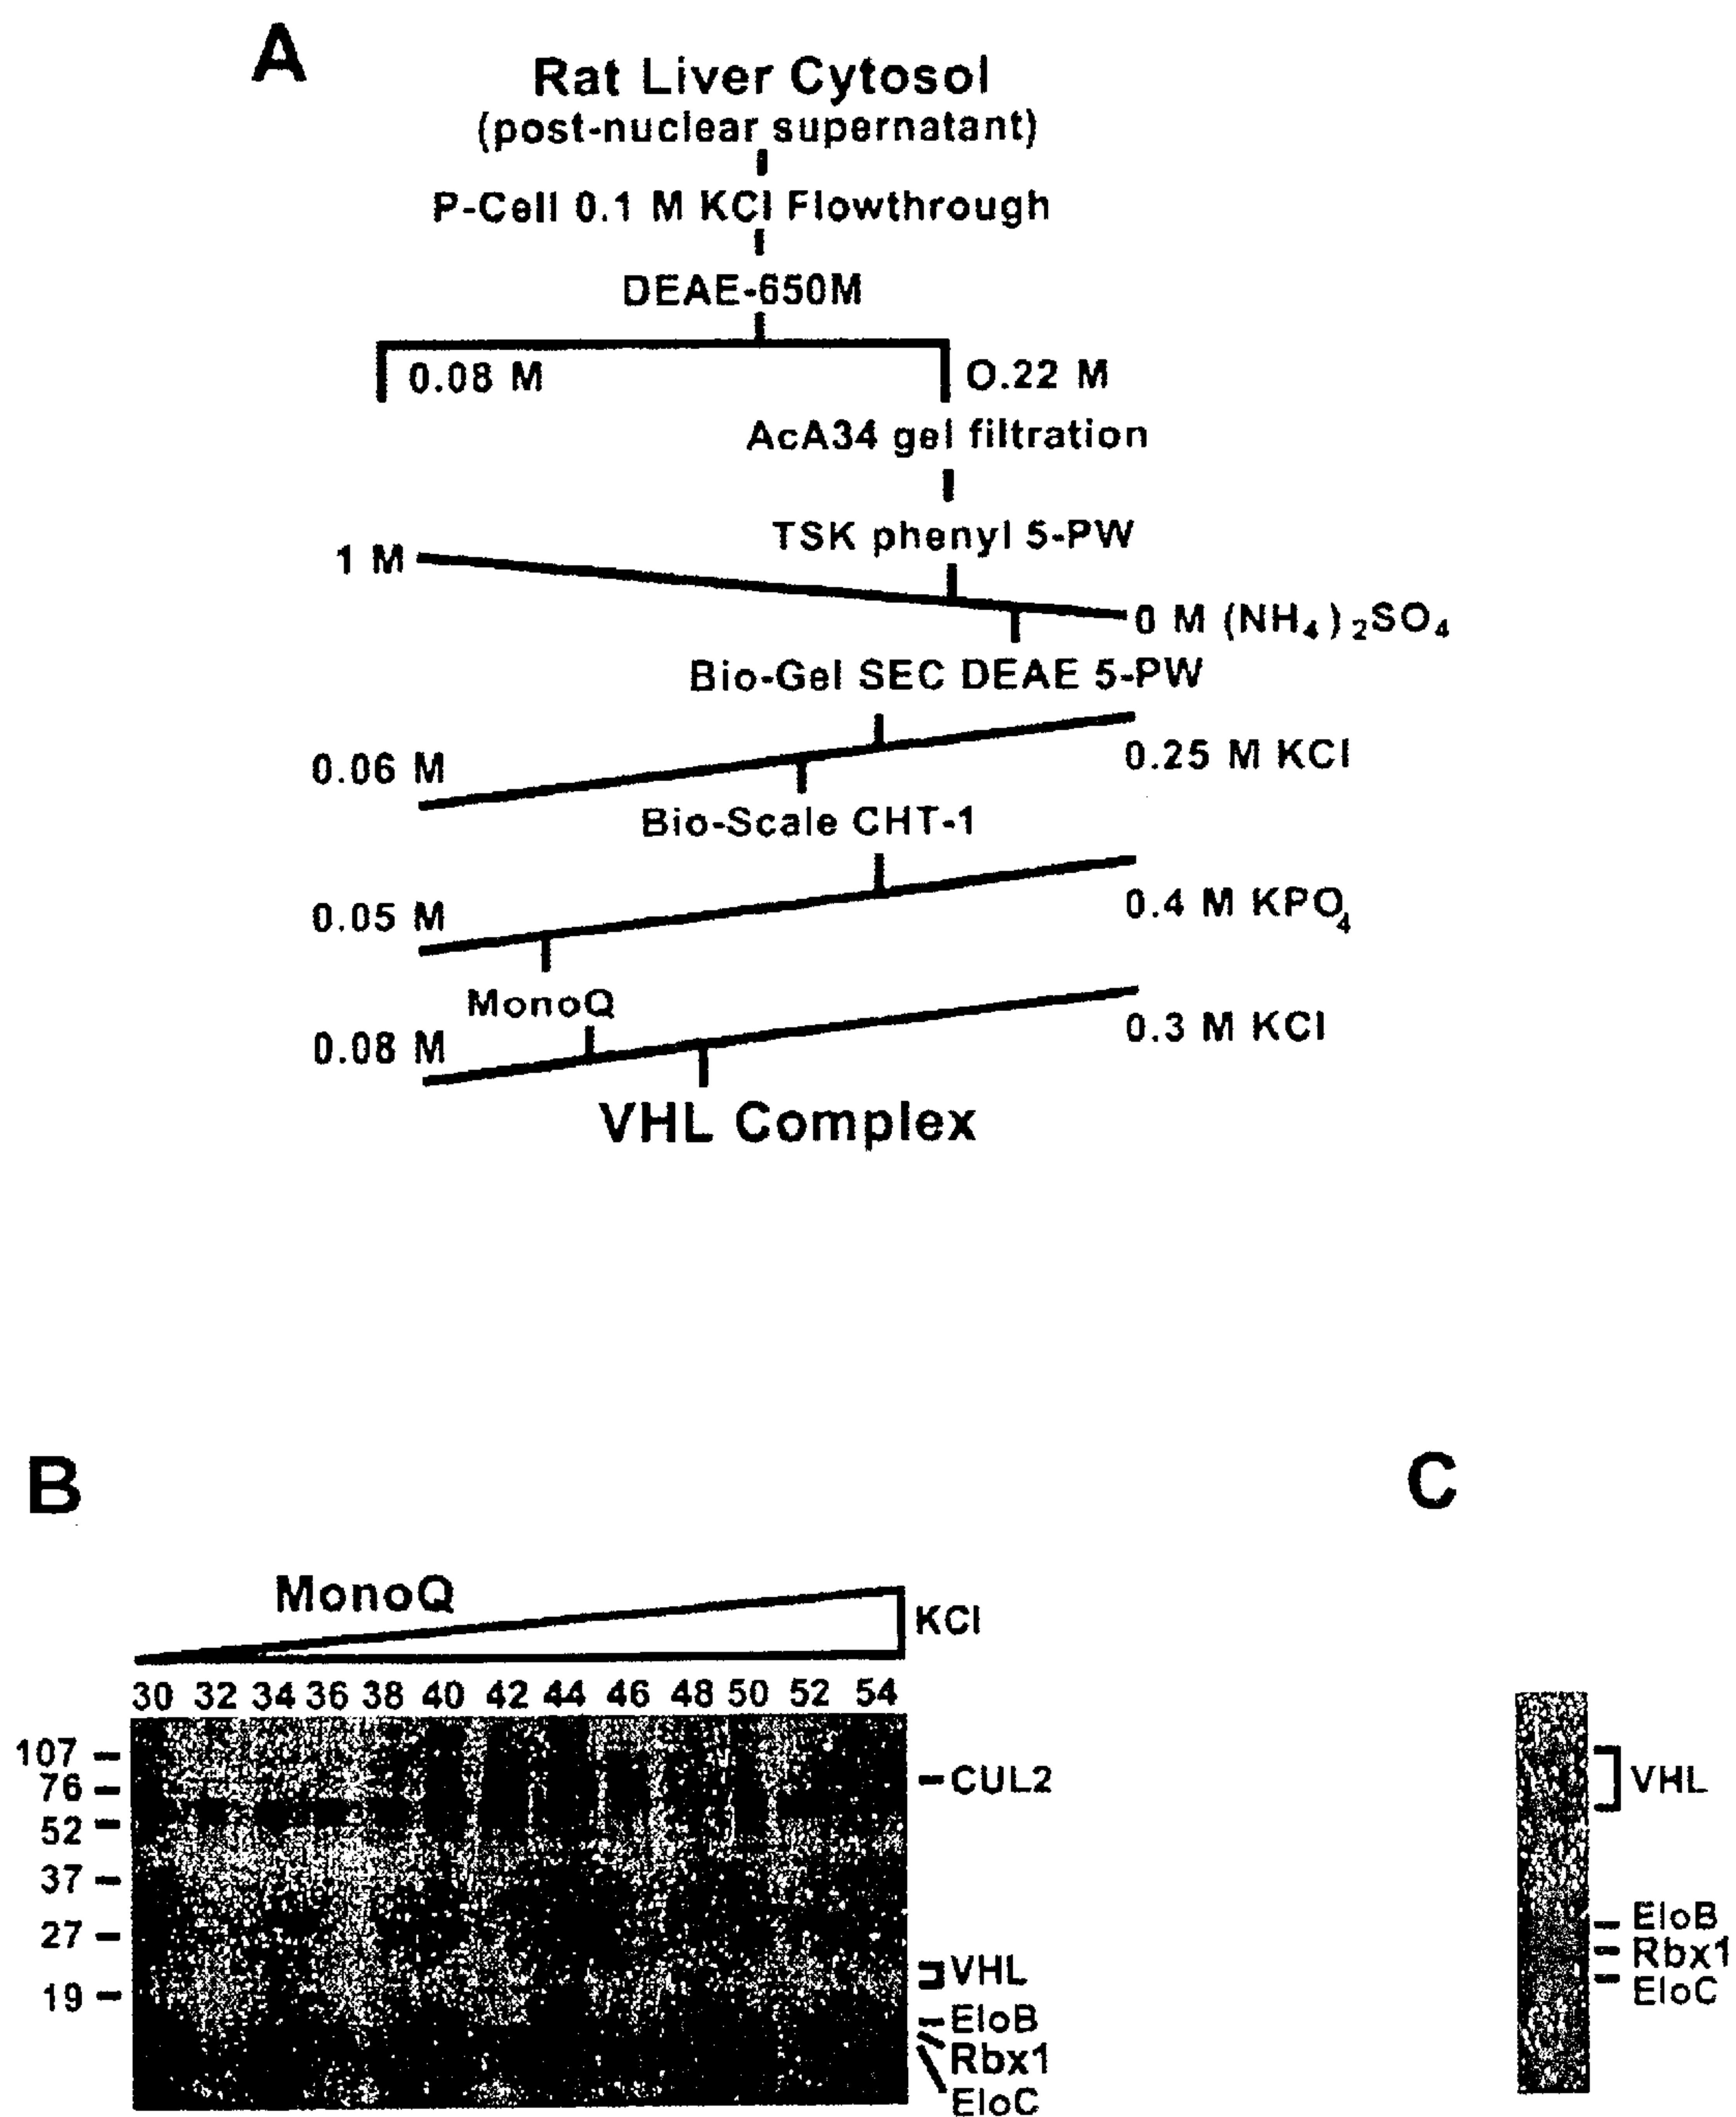 A
Rat Liver Cytosol
(post-nuclear supernatant)
P-Cell 0.1 M KCl Flowthrough
DEAE-650M
0.08 M
0.22 M
AcA34 gel filtration
TSK phenyl 5-PW
1 M
0 M (NH₄)₂SO₄
Bio-Gel SEC DEAE 5-PW
0.06 M
0.25 M KCl
Bio-Scale CHT-1
0.05 M
0.4 M KPO₄
MonoQ
0.08 M
0.3 M KCl
VHL Complex
B
MonoQ
KCl
30 32 34 36 38 40 42 44 46 48 50 52 54
107
76
52
37
27
19
CUL2
VHL
EloB
Rbx1
EloC
C
VHL
EloB
Rbx1
EloC